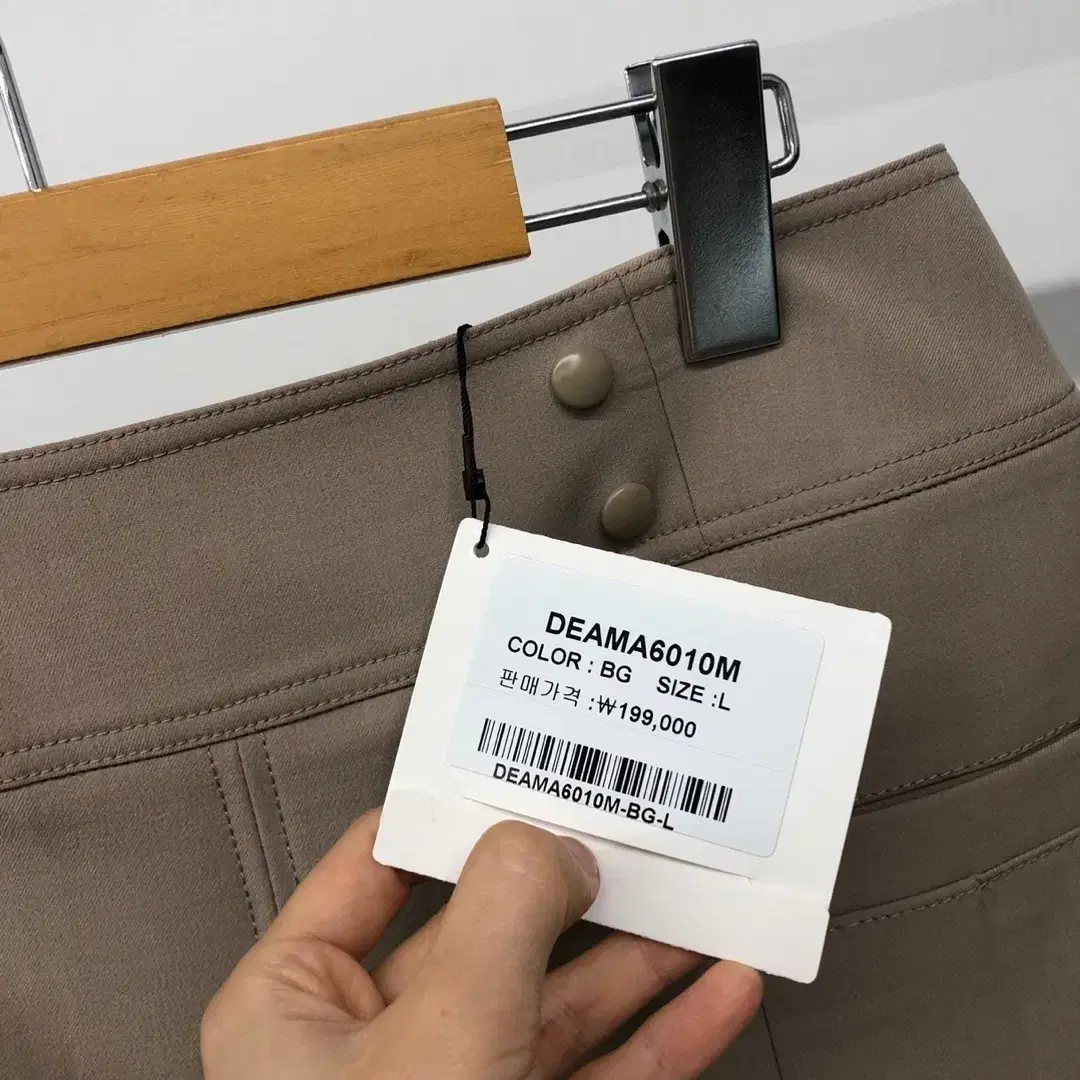 DEAMA6010M
COLOR : BG SIZE :L
판매가격 :₩199,000
DEAMA6010M-BG-L